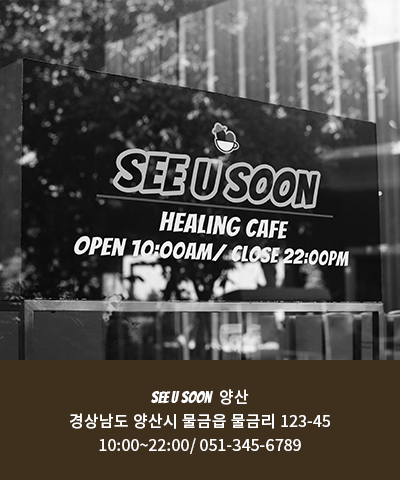 SEE U SOON
HEALING CAFE
OPEN 10:00AM/ CLOSE 22:00PM
SEE U SOON 양산
경상남도 양산시 물금읍 물금리 123-45
10:00~22:00/ 051-345-6789